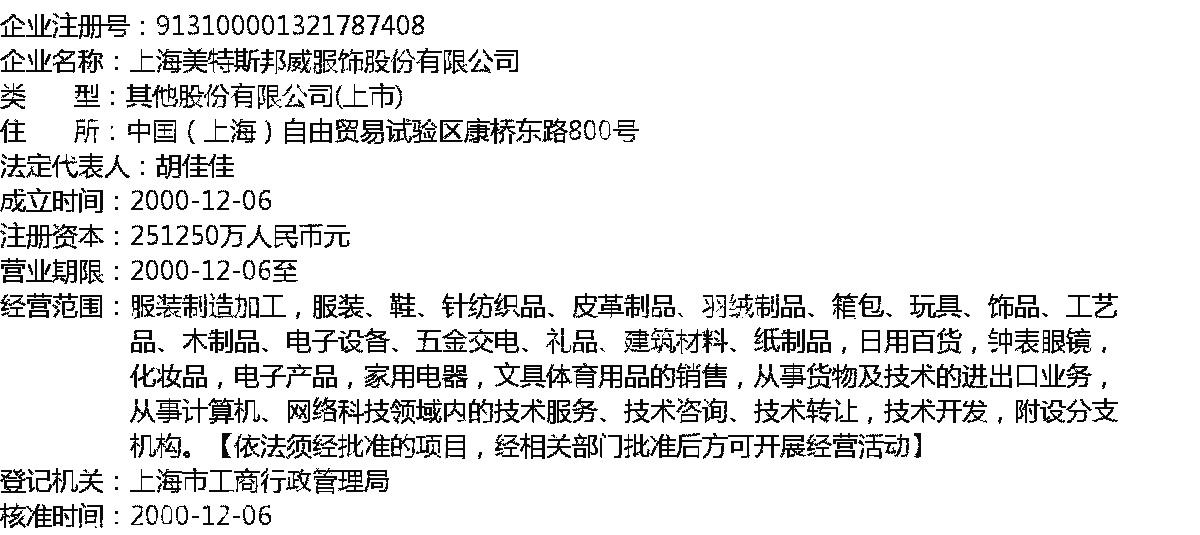 企业注册号：913100001321787408
企业名称：上海美特斯邦威服饰股份有限公司
类 型：其他股份有限公司(上市)
住 所：中国（上海）自由贸易试验区康桥东路800号
法定代表人：胡佳佳
成立时间：2000-12-06
注册资本：251250万人民币元
营业期限：2000-12-06至
经营范围：服装制造加工，服装、鞋、针纺织品、皮革制品、羽绒制品、箱包、玩具、饰品、工艺
品、木制品、电子设备、五金交电、礼品、建筑材料、纸制品，日用百货，钟表眼镜，
化妆品，电子产品，家用电器，文具体育用品的销售，从事货物及技术的进出口业务，
从事计算机、网络科技领域内的技术服务、技术咨询、技术转让，技术开发，附设分支
机构。【依法须经批准的项目，经相关部门批准后方可开展经营活动】
登记机关：上海市工商行政管理局
核准时间：2000-12-06